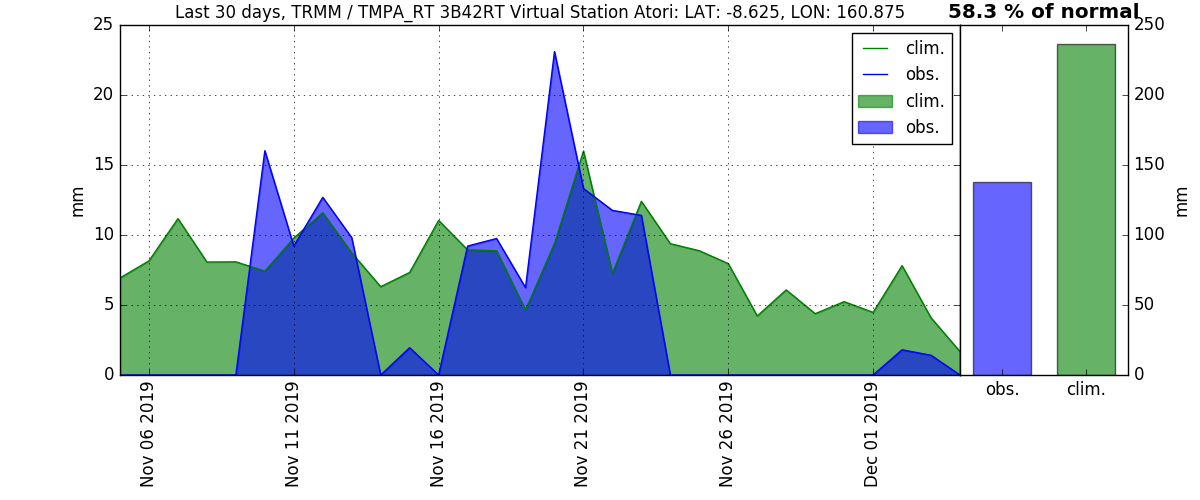 Last 30 days, TRMM / TMPA_RT 3B42RT Virtual Station Atori: LAT: -8.625, LON: 160.875
58.3 % of normal
25
20
15
10
5
0
mm
clim.
obs.
clim.
obs.
250
200
150
100
50
0
mm
Nov 06 2019
Nov 11 2019
Nov 16 2019
Nov 21 2019
Nov 26 2019
Dec 01 2019
obs.
clim.